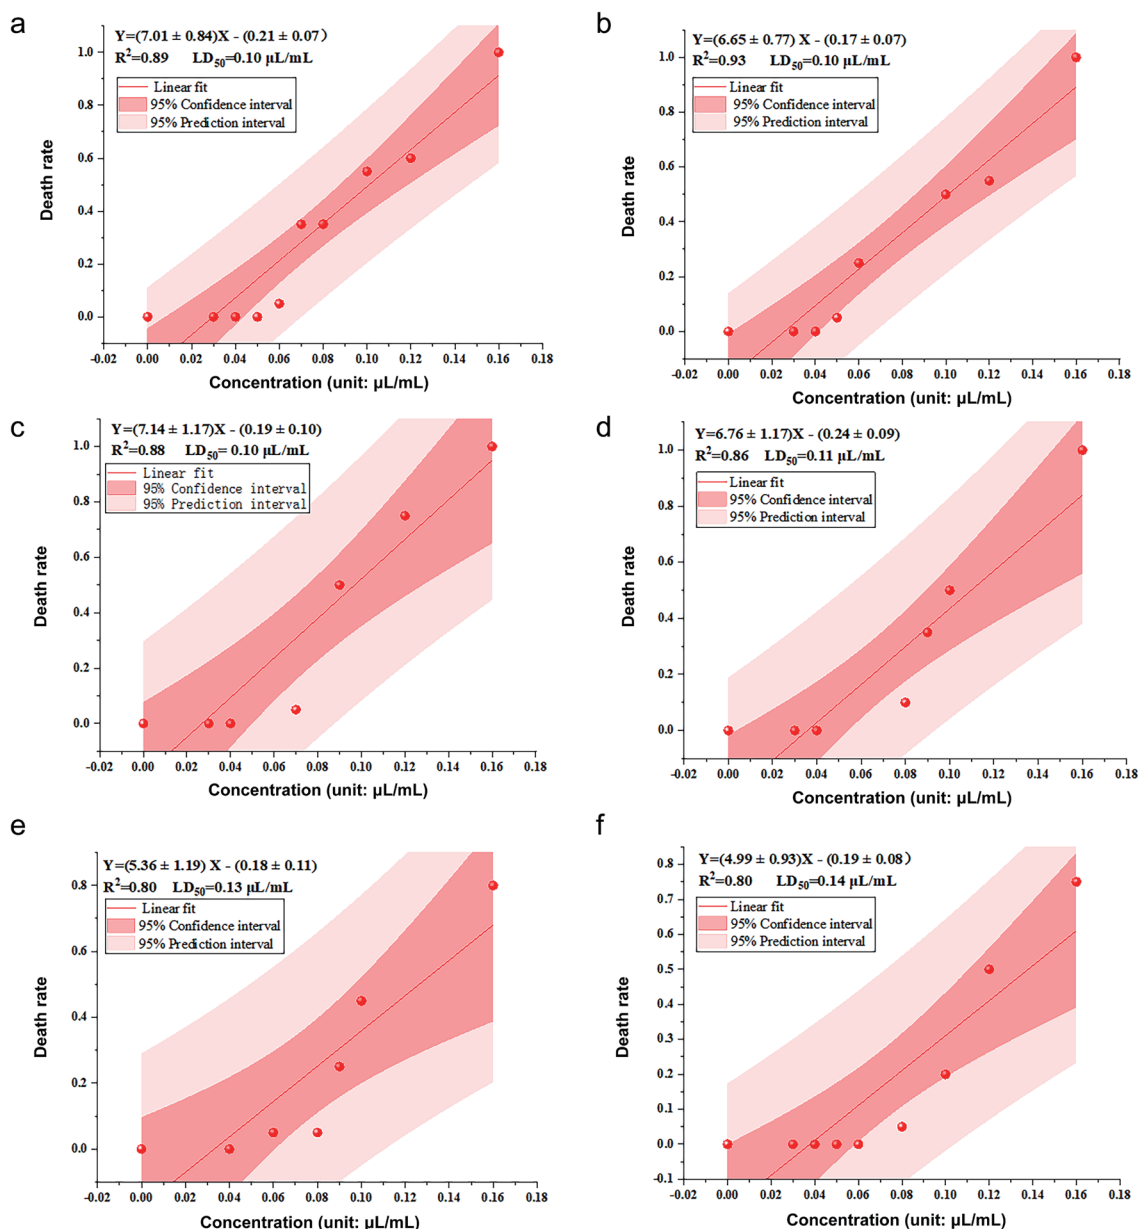 a
Y=(7.01 ± 0.84)X - (0.21 ± 0.07)
R²=0.89 LD₅₀=0.10 μL/mL
Linear fit
95% Confidence interval
95% Prediction interval
1.0
0.8
0.6
0.4
0.2
0.0
Death rate
-0.02 0.00 0.02 0.04 0.06 0.08 0.10 0.12 0.14 0.16 0.18
Concentration (unit: μL/mL)
b
Y=(6.65 ± 0.77) X - (0.17 ± 0.07)
R²=0.93 LD₅₀=0.10 μL/mL
Linear fit
95% Confidence interval
95% Prediction interval
1.0
0.8
0.6
0.4
0.2
0.0
Death rate
-0.02 0.00 0.02 0.04 0.06 0.08 0.10 0.12 0.14 0.16 0.18
Concentration (unit: μL/mL)
c
Y=(7.14 ± 1.17)X - (0.19 ± 0.10)
R²=0.88 LD₅₀= 0.10 μL/mL
Linear fit
95% Confidence interval
95% Prediction interval
1.0
0.8
0.6
0.4
0.2
0.0
Death rate
-0.02 0.00 0.02 0.04 0.06 0.08 0.10 0.12 0.14 0.16 0.18
Concentration (unit: μL/mL)
d
Y=6.76 ± 1.17)X - (0.24 ± 0.09)
R²=0.86 LD₅₀=0.11 μL/mL
Linear fit
95% Confidence interval
95% Prediction interval
1.0
0.8
0.6
0.4
0.2
0.0
Death rate
-0.02 0.00 0.02 0.04 0.06 0.08 0.10 0.12 0.14 0.16 0.18
Concentration (unit: μL/mL)
e
Y=(5.36 ± 1.19) X - (0.18 ± 0.11)
R²=0.80 LD₅₀=0.13 μL/mL
Linear fit
95% Confidence interval
95% Prediction interval
0.8
0.6
0.4
0.2
0.0
Death rate
-0.02 0.00 0.02 0.04 0.06 0.08 0.10 0.12 0.14 0.16 0.18
Concentration (unit: μL/mL)
f
Y=(4.99 ± 0.93)X - (0.19 ± 0.08)
R²=0.80 LD₅₀=0.14 μL/mL
Linear fit
95% Confidence interval
95% Prediction interval
0.8
0.7
0.6
0.5
0.4
0.3
0.2
0.1
0.0
-0.1
Death rate
-0.02 0.00 0.02 0.04 0.06 0.08 0.10 0.12 0.14 0.16 0.18
Concentration (unit: μL/mL)